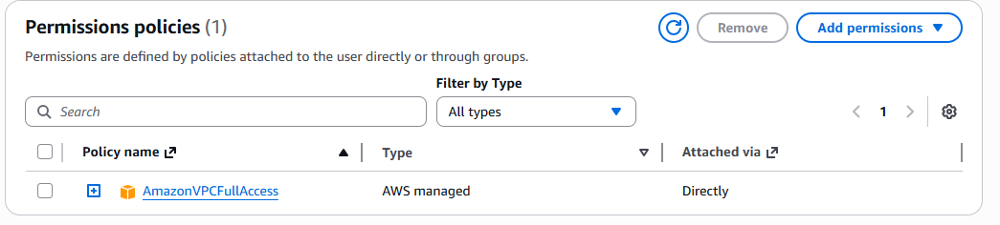 Permissions policies (1)
Remove
Add permissions
Permissions are defined by policies attached to the user directly or through groups.
Filter by Type
Search
All types
1
Policy name
Type
Attached via
AmazonVPCFullAccess
AWS managed
Directly